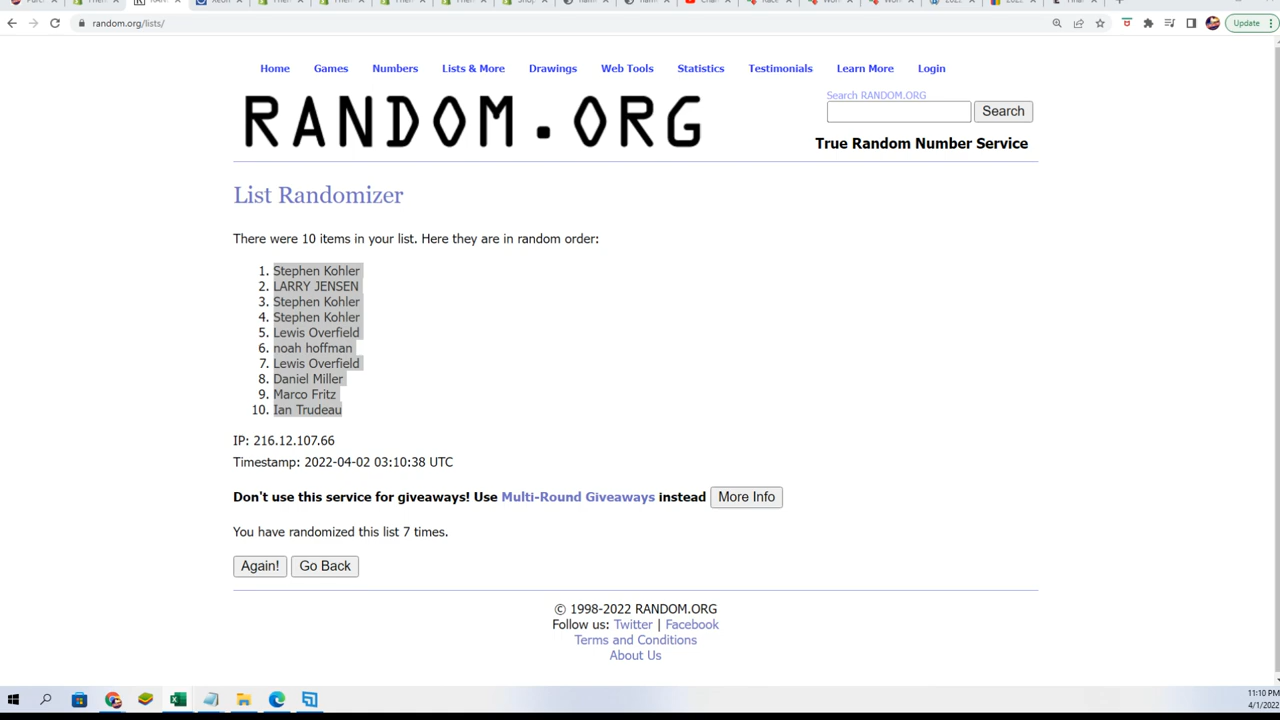 random.org/lists/
Update
Home Games Numbers Lists & More Drawings Web Tools Statistics Testimonials Learn More Login
RANDOM.ORG
Search RANDOM.ORG
Search
True Random Number Service
List Randomizer
There were 10 items in your list. Here they are in random order:
1. Stephen Kohler
2. LARRY JENSEN
3. Stephen Kohler
4. Stephen Kohler
5. Lewis Overfield
6. noah hoffman
7. Lewis Overfield
8. Daniel Miller
9. Marco Fritz
10. Ian Trudeau
IP: 216.12.107.66
Timestamp: 2022-04-02 03:10:38 UTC
Don't use this service for giveaways! Use Multi-Round Giveaways instead More Info
You have randomized this list 7 times.
Again! Go Back
© 1998-2022 RANDOM.ORG
Follow us: Twitter | Facebook
Terms and Conditions
About Us
11:10 PM
4/1/2022